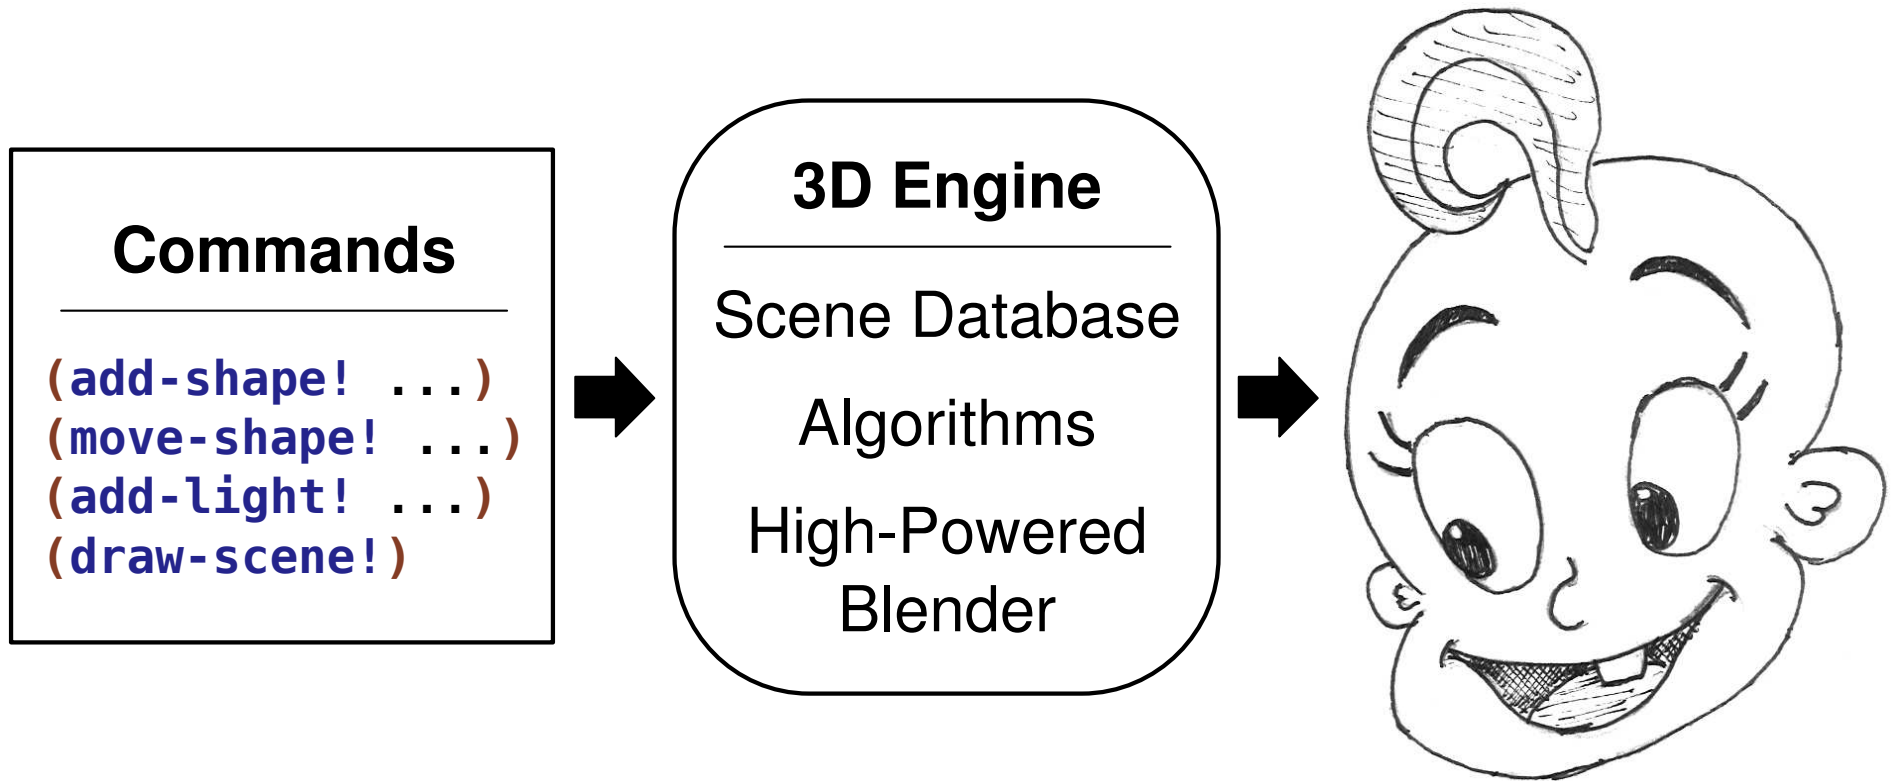 Commands
(add-shape! ...)
(move-shape! ...)
(add-light! ...)
(draw-scene!)
3D Engine
Scene Database
Algorithms
High-Powered
Blender